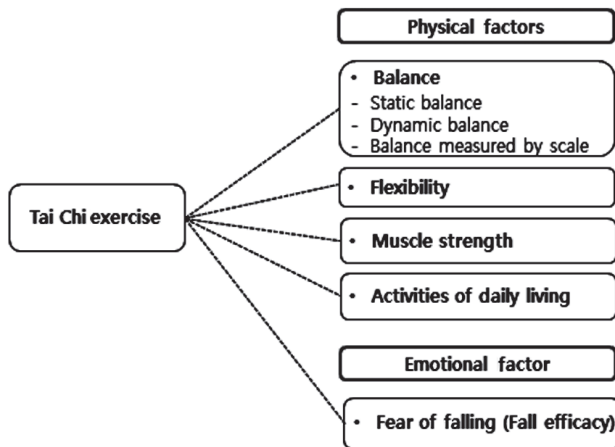 Physical factors
• Balance
- Static balance
- Dynamic balance
- Balance measured by scale
Tai Chi exercise
• Flexibility
• Muscle strength
• Activities of daily living
Emotional factor
• Fear of falling (Fall efficacy)